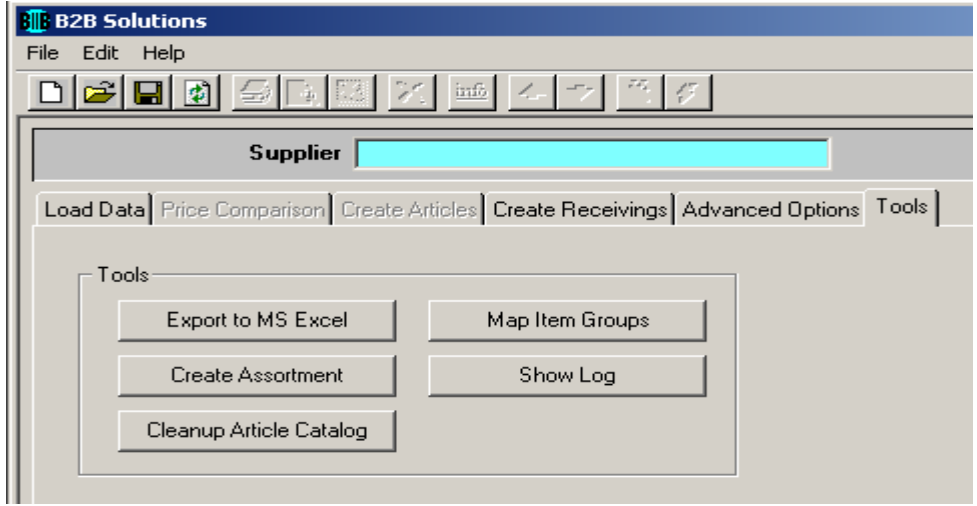 B2B Solutions
File Edit Help
info
Supplier
Load Data Price Comparison Create Articles Create Receivings Advanced Options Tools
Tools
Export to MS Excel Map Item Groups
Create Assortment Show Log
Cleanup Article Catalog